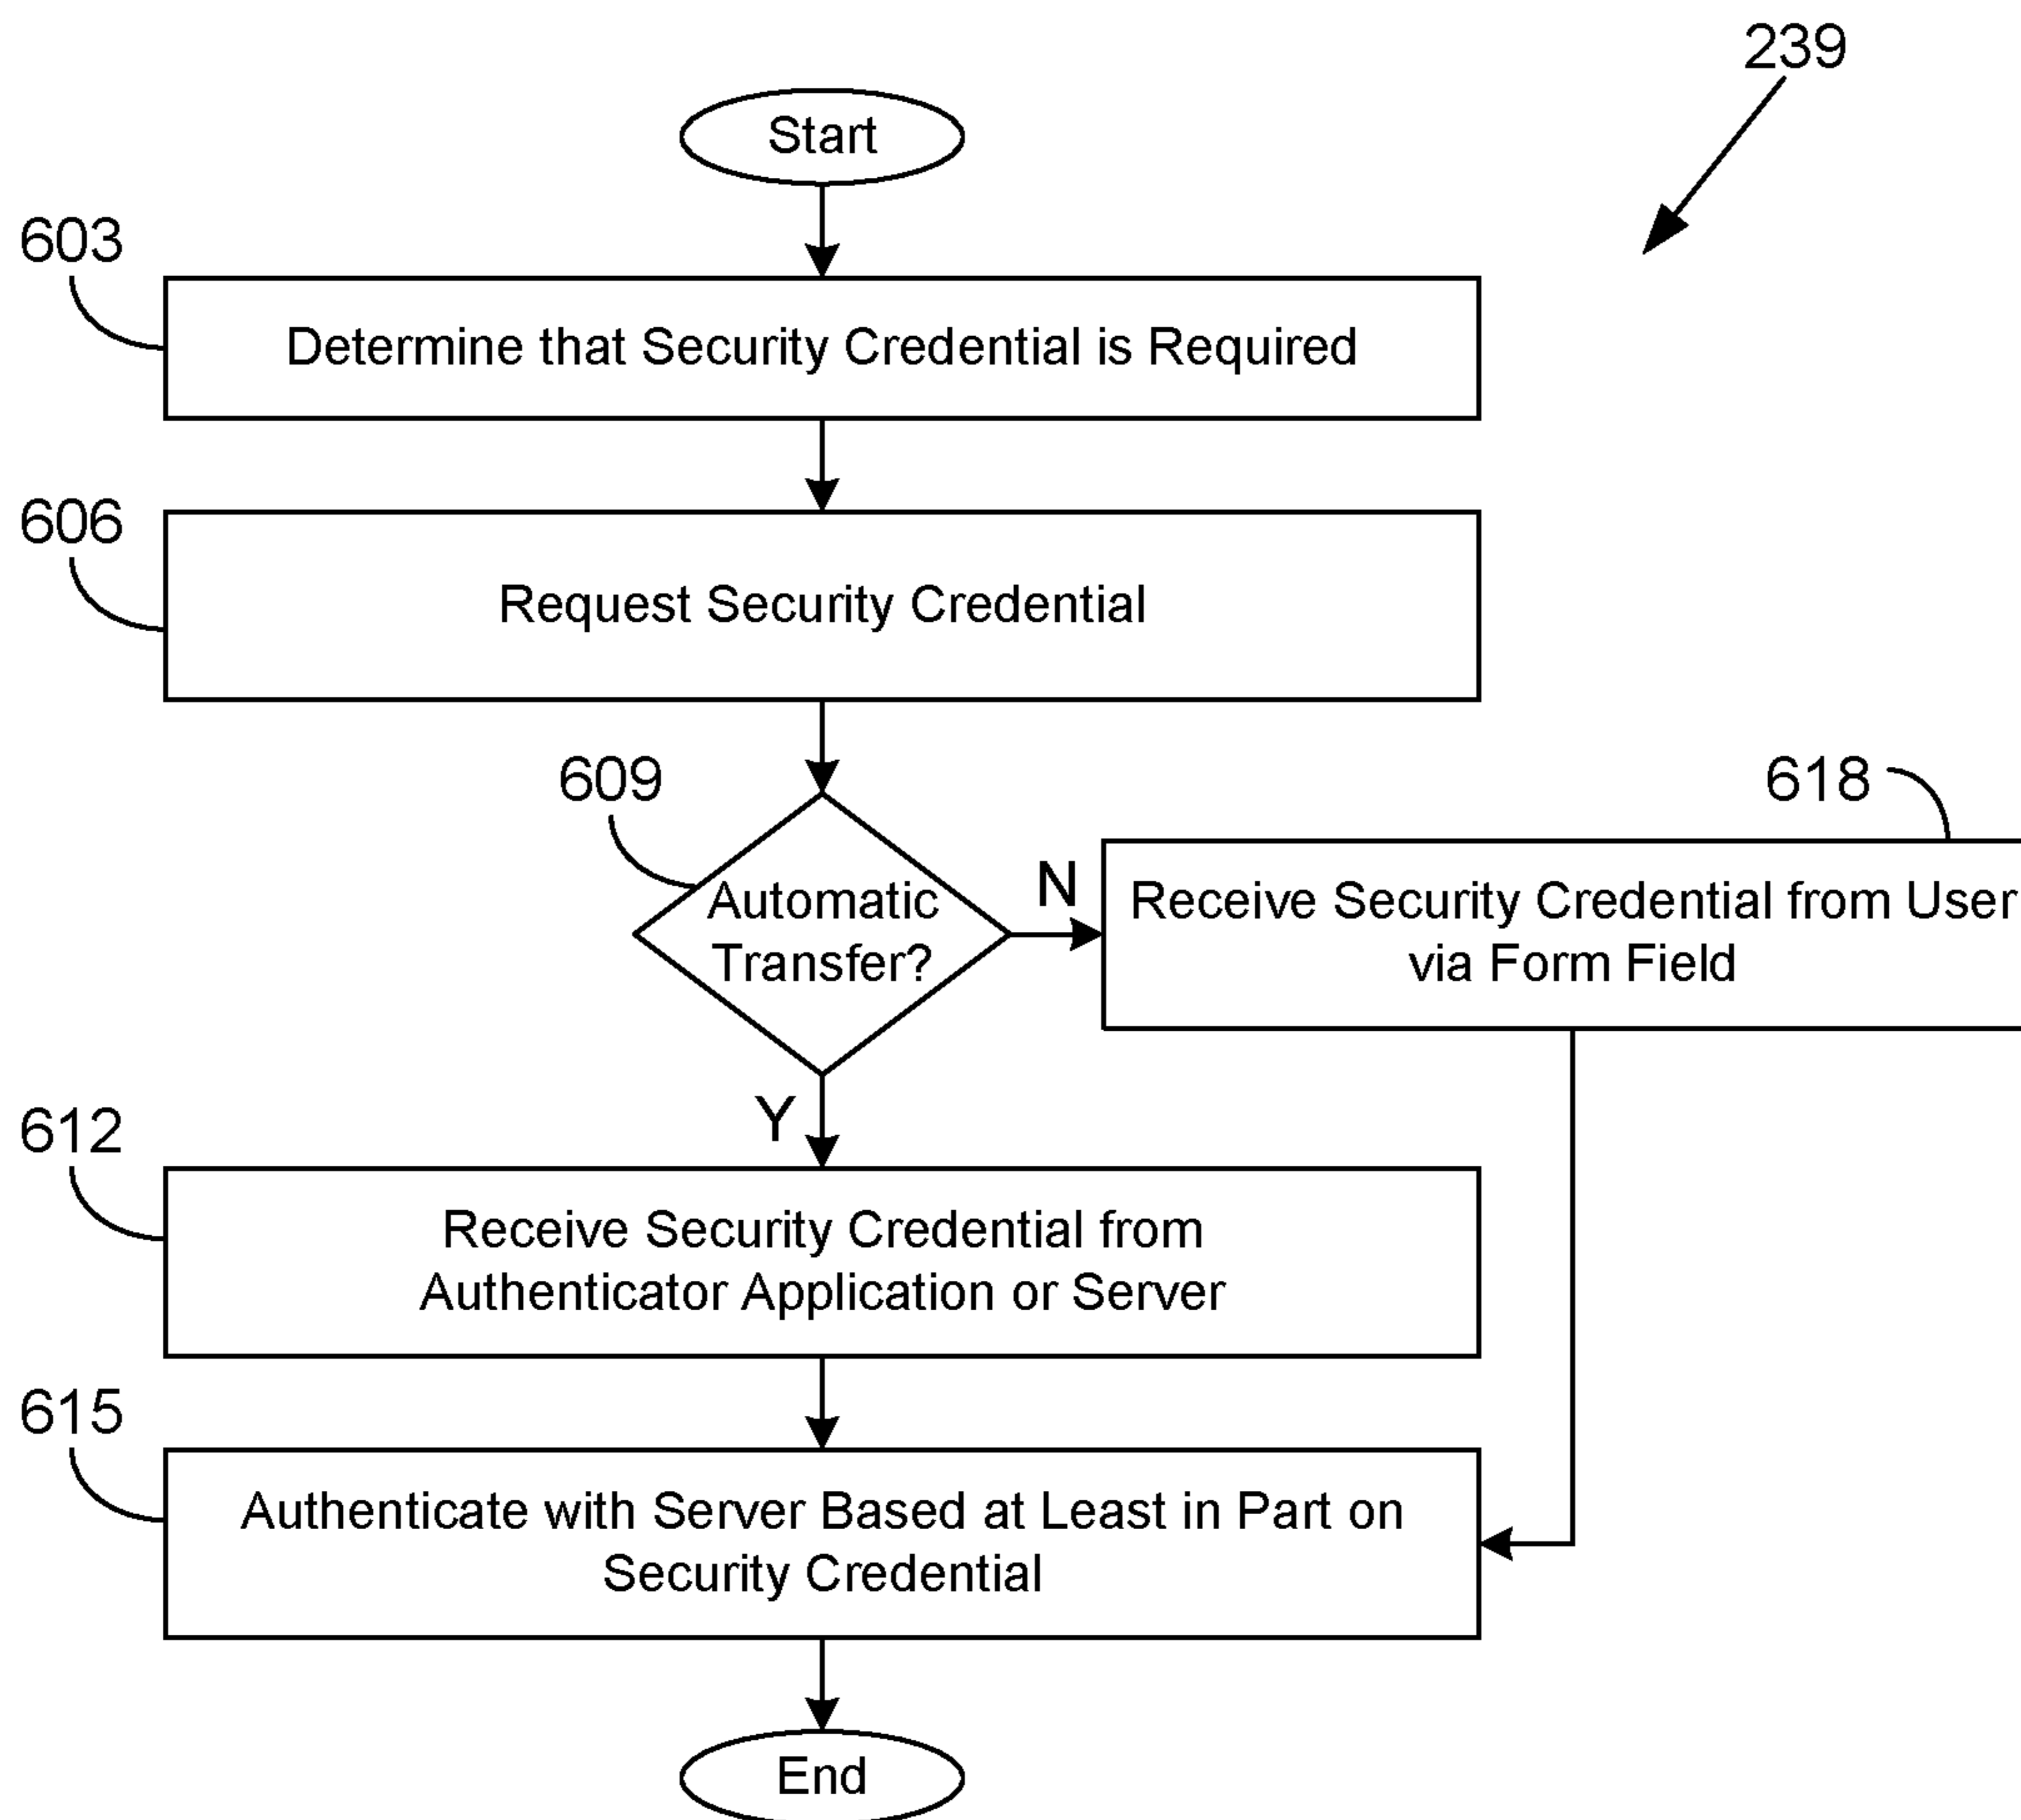 239
Start
603
Determine that Security Credential is Required
606
Request Security Credential
609
618
Automatic
Transfer?
N
Receive Security Credential from User
via Form Field
Y
612
Receive Security Credential from
Authenticator Application or Server
615
Authenticate with Server Based at Least in Part on
Security Credential
End